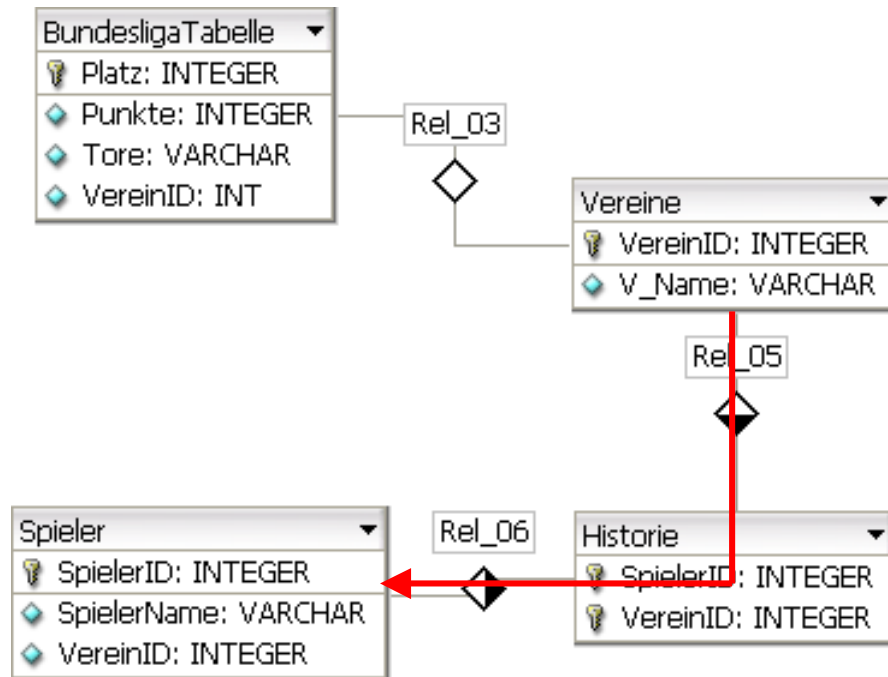 BundesligaTabelle
Platz: INTEGER
Punkte: INTEGER
Tore: VARCHAR
VereinID: INT
Rel_03
Vereine
VereinID: INTEGER
V_Name: VARCHAR
Rel_05
Spieler
SpielerID: INTEGER
SpielerName: VARCHAR
VereinID: INTEGER
Rel_06
Historie
SpielerID: INTEGER
VereinID: INTEGER